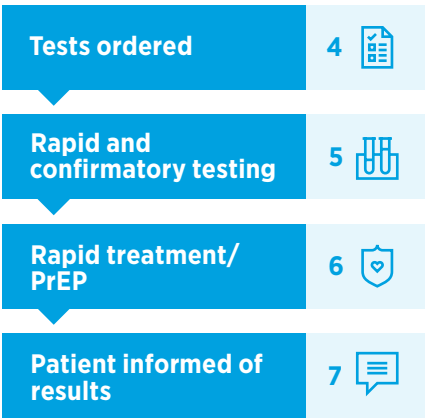 Tests ordered
4
Rapid and
confirmatory testing
5
Rapid treatment/
PrEP
6
Patient informed of
results
7